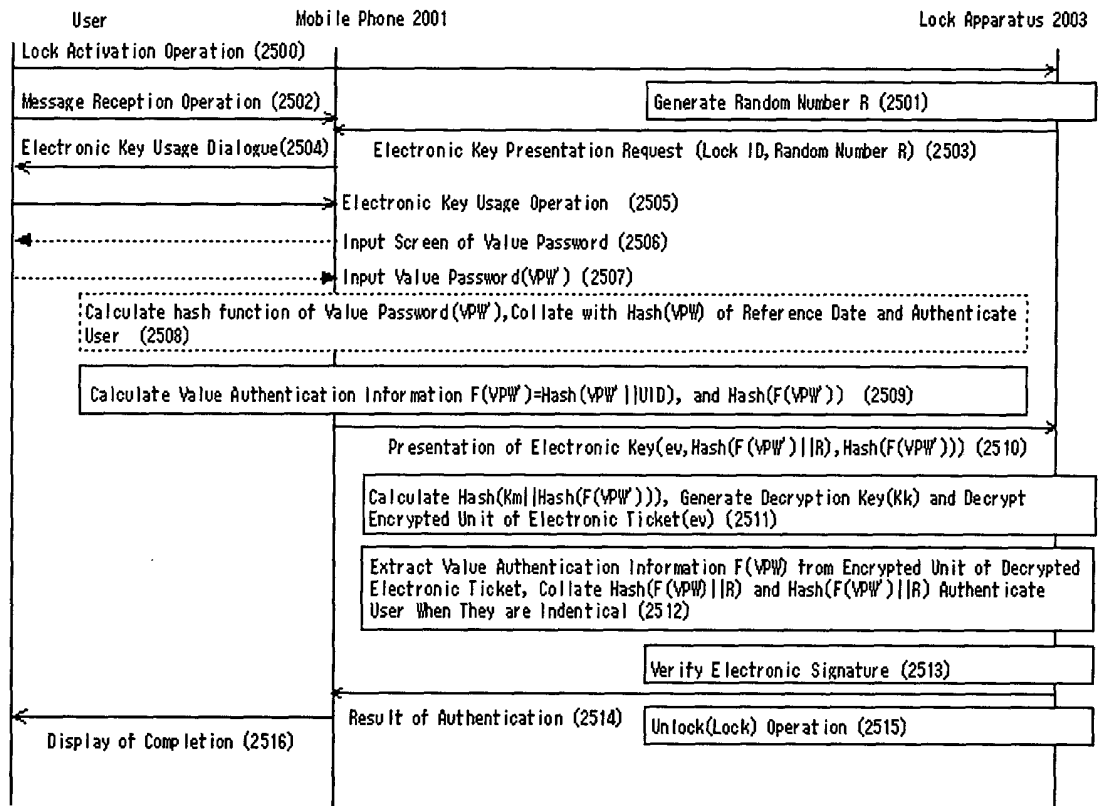 User
Mobile Phone 2001
Lock Apparatus 2003
Lock Activation Operation (2500)
Message Reception Operation (2502)
Generate Random Number R (2501)
Electronic Key Usage Dialogue(2504)
Electronic Key Presentation Request (Lock ID,Random Number R) (2503)
Electronic Key Usage Operation (2505)
Input Screen of Value Password (2506)
Input Value Password(VPW') (2507)
Calculate hash function of Value Password(VPW'),Collate with Hash(VPW) of Reference Date and Authenticate
User (2508)
Calculate Value Authentication Information F(VPW')=Hash(VPW'||UID), and Hash(F(VPW')) (2509)
Presentation of Electronic Key(ev,Hash(F(VPW')||R),Hash(F(VPW'))) (2510)
Calculate Hash(Km||Hash(F(VPW'))), Generate Decryption Key(Kk) and Decrypt
Encrypted Unit of Electronic Ticket(ev) (2511)
Extract Value Authentication Information F(VPW) from Encrypted Unit of Decrypted
Electronic Ticket, Collate Hash(F(VPW)||R) and Hash(F(VPW')||R) Authenticate
User When They are Indentical (2512)
Verify Electronic Signature (2513)
Result of Authentication (2514)
Unlock(Lock) Operation (2515)
Display of Completion (2516)